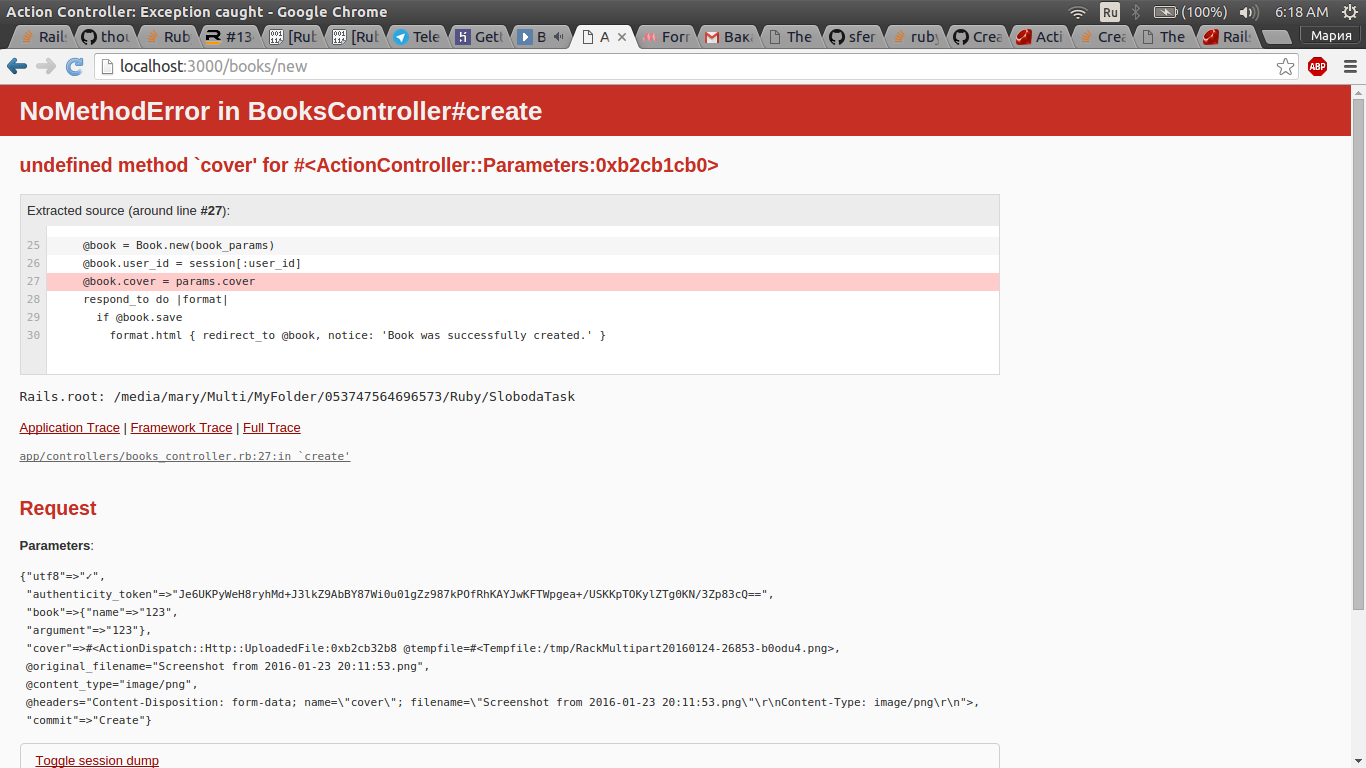 Action Controller: Exception caught - Google Chrome
Ru
(100%)
6:18 AM
Rails
thou
Rub
#134
[Rub
[Rub
Tele
Gett
B
A
Forr
Вака
The
sfer
ruby
Crea
Acti
Crea
The
Rails
Мария
localhost:3000/books/new
ABP
NoMethodError in BooksController#create
undefined method `cover' for #<ActionController::Parameters:0xb2cb1cb0>
Extracted source (around line #27):
25 @book = Book.new(book_params)
26 @book.user_id = session[:user_id]
27 @book.cover = params.cover
28 respond_to do |format|
29 if @book.save
30 format.html { redirect_to @book, notice: 'Book was successfully created.' }
Rails.root: /media/mary/Multi/MyFolder/053747564696573/Ruby/SlobodaTask
Application Trace | Framework Trace | Full Trace
app/controllers/books_controller.rb:27:in `create'
Request
Parameters:
{"utf8"=>"✓",
"authenticity_token"=>"Je6UKPyWeH8ryhMd+J3lkZ9AbBY87Wi0u01gZz987kPOfRhKAYJwKFTWpgea+/USKKpTOKylZTg0KN/3Zp83cQ==",
"book"=>{"name"=>"123",
"argument"=>"123"},
"cover"=>#<ActionDispatch::Http::UploadedFile:0xb2cb32b8 @tempfile=#<Tempfile:/tmp/RackMultipart20160124-26853-b0odu4.png>,
@original_filename="Screenshot from 2016-01-23 20:11:53.png",
@content_type="image/png",
@headers="Content-Disposition: form-data; name=\"cover\"; filename=\"Screenshot from 2016-01-23 20:11:53.png\"\r\nContent-Type: image/png\r\n">,
"commit"=>"Create"}
Toggle session dump